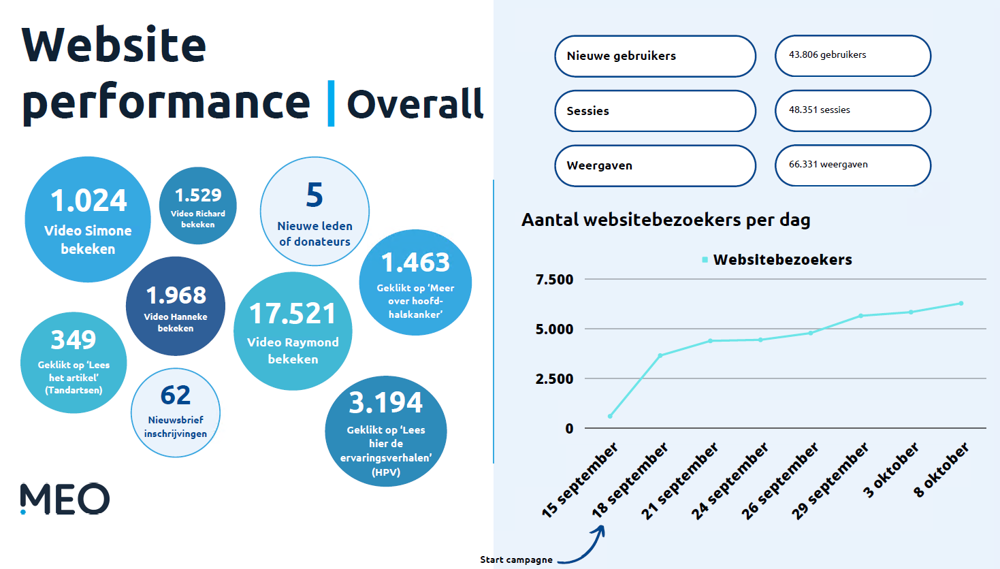 Website
performance | Overall
1.024
Video Simone
bekeken
1.529
Video Richard
bekeken
5
Nieuwe leden
of donateurs
1.463
Geklikt op ‘Meer
over hoofd-
halskanker’
1.968
Video Hanneke
bekeken
17.521
Video Raymond
bekeken
349
Geklikt op ‘Lees
het artikel’
(Tandartsen)
62
Nieuwsbrief
inschrijvingen
3.194
Geklikt op ‘Lees
hier de
ervaringsverhalen’
(HPV)
MEO
Nieuwe gebruikers
43.806 gebruikers
Sessies
48.351 sessies
Weergaven
66.331 weergaven
Aantal websitebezoekers per dag
Websitebezoekers
7.500
5.000
2.500
0
15 september
18 september
21 september
24 september
26 september
29 september
3 oktober
8 oktober
Start campagne